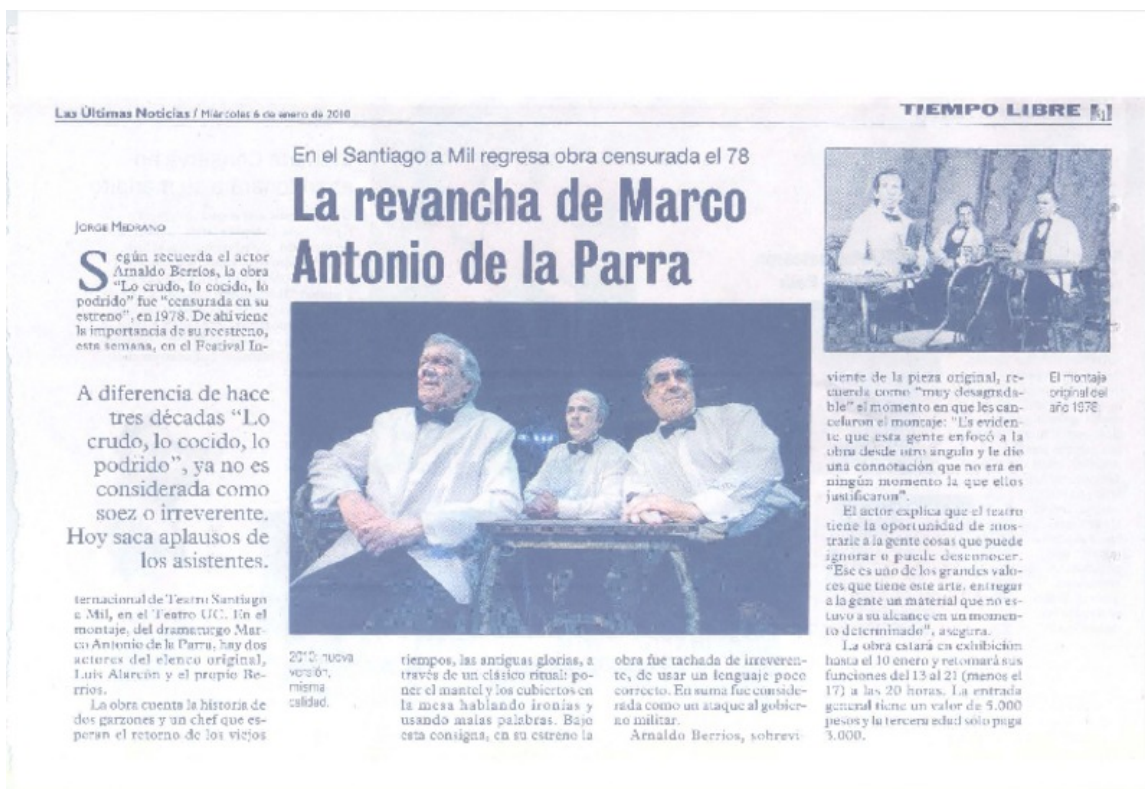 Las Últimas Noticias / Miércoles 6 de enero de 2010
TIEMPO LIBRE
En el Santiago a Mil regresa obra censurada el 78
La revancha de Marco
Antonio de la Parra
JORGE MEDRANO
Según recuerda el actor
Arnaldo Berríos, la obra
“Lo crudo, lo cocido, lo
podrido” fue “censurada en su
estreno”, en 1978. De ahí viene
la importancia de su reestreno,
esta semana, en el Festival In-
A diferencia de hace
tres décadas “Lo
crudo, lo cocido, lo
podrido”, ya no es
considerada como
soez o irreverente.
Hoy saca aplausos de
los asistentes.
ternacional de Teatro Santiago
a Mil, en el Teatro UC. En el
montaje, del dramaturgo Mar-
co Antonio de la Parra, hay dos
actores del elenco original,
Luis Alarcón y el propio Be-
rríos.
La obra cuenta la historia de
dos garzones y un chef que es-
peran el retorno de los viejos
2010: nueva
versión,
misma
calidad.
tiempos, las antiguas glorias, a
través de un clásico ritual: po-
ner el mantel y los cubiertos en
la mesa hablando ironías y
usando malas palabras. Bajo
esta consigna, en su estreno la
obra fue tachada de irreveren-
te, de usar un lenguaje poco
correcto. En suma fue conside-
rada como un ataque al gobier-
no militar.
Arnaldo Berríos, sobrevi-
viente de la pieza original, re-
cuerda como “muy desagrada-
ble” el momento en que les can-
celaron el montaje: “Es eviden-
te que esta gente enfocó a la
obra desde otro ángulo y le dio
una connotación que no era en
ningún momento la que ellos
justificaron”.
El actor explica que el teatro
tiene la oportunidad de mos-
trarle a la gente cosas que puede
ignorar o puede desconocer.
“Ese es uno de los grandes valo-
res que tiene este arte, entregar
a la gente un material que no es-
tuvo a su alcance en un momen-
to determinado”, asegura.
La obra estará en exhibición
hasta el 10 enero y retomará sus
funciones del 13 al 21 (menos el
17) a las 20 horas. La entrada
general tiene un valor de 5.000
pesos y la tercera edad sólo paga
3.000.
El montaje
original del
año 1978.